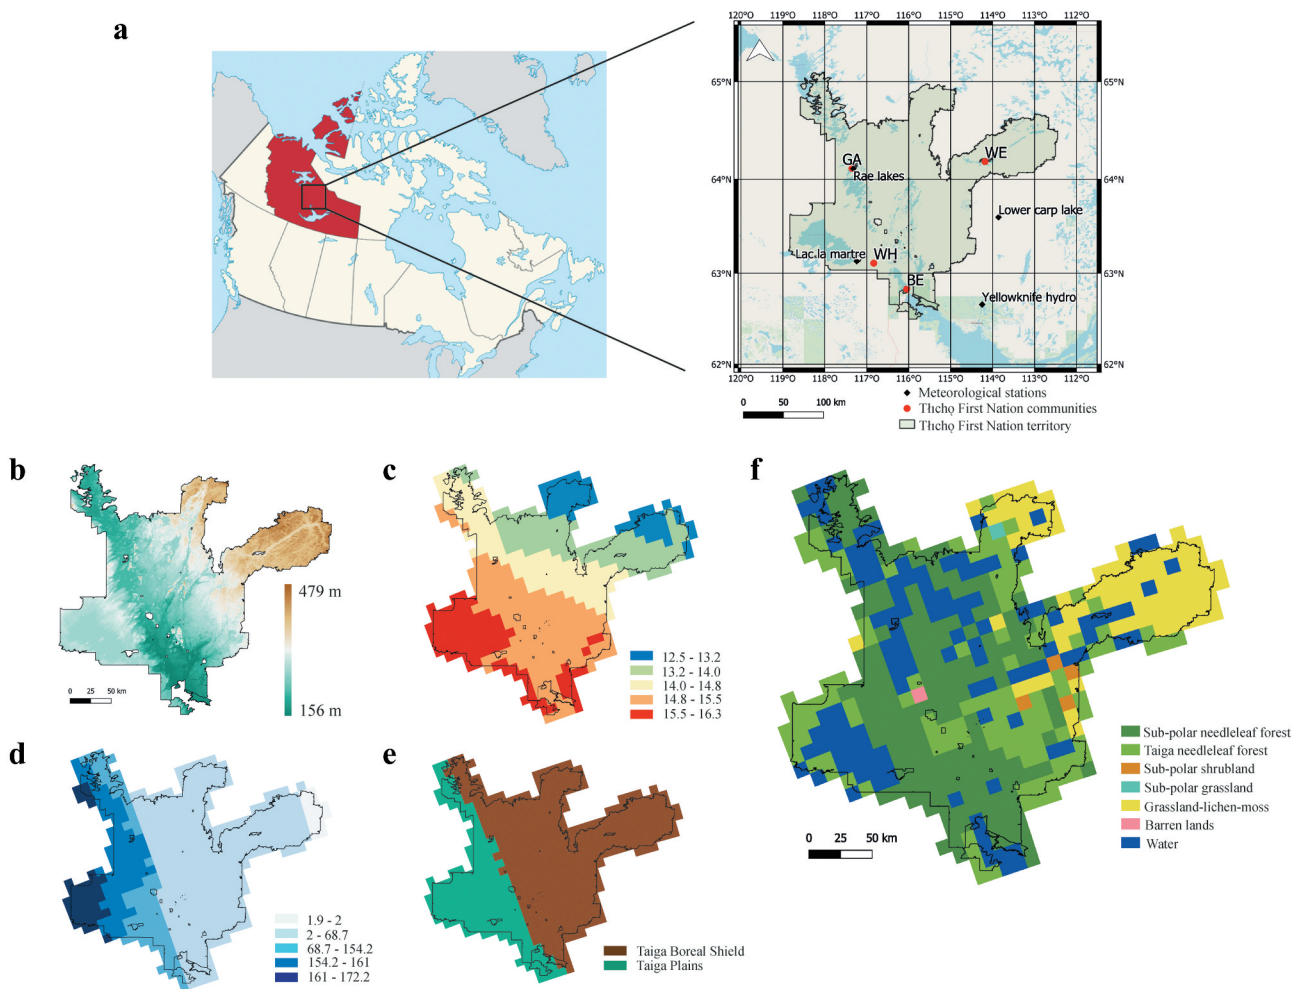 a
120°O 119°O 118°O 117°O 116°O 115°O 114°O 113°O 112°O
65°N 65°N
GA
Rae lakes
WE
64°N 64°N
Lower carp lake
Lac la martre
WH
63°N 63°N
BE
Yellowknife hydro
62°N 62°N
120°O 119°O 118°O 117°O 116°O 115°O 114°O 113°O 112°O
0 50 100 km
Meteorological stations
Tłıchǫ First Nation communities
Tłıchǫ First Nation territory
b
479 m
156 m
0 25 50 km
c
12.5 - 13.2
13.2 - 14.0
14.0 - 14.8
14.8 - 15.5
15.5 - 16.3
d
1.9 - 2
2 - 68.7
68.7 - 154.2
154.2 - 161
161 - 172.2
e
Taiga Boreal Shield
Taiga Plains
f
0 25 50 km
Sub-polar needleleaf forest
Taiga needleleaf forest
Sub-polar shrubland
Sub-polar grassland
Grassland-lichen-moss
Barren lands
Water